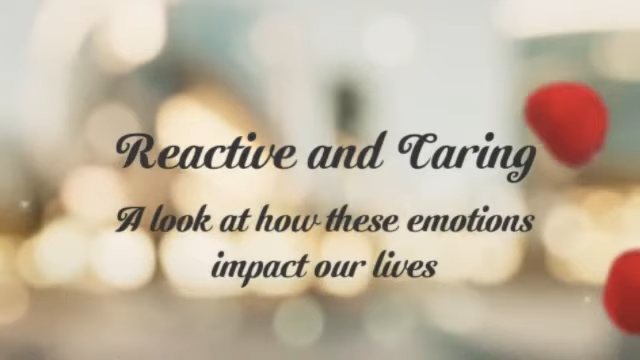 Reactive and Caring
A look at how these emotions
impact our lives